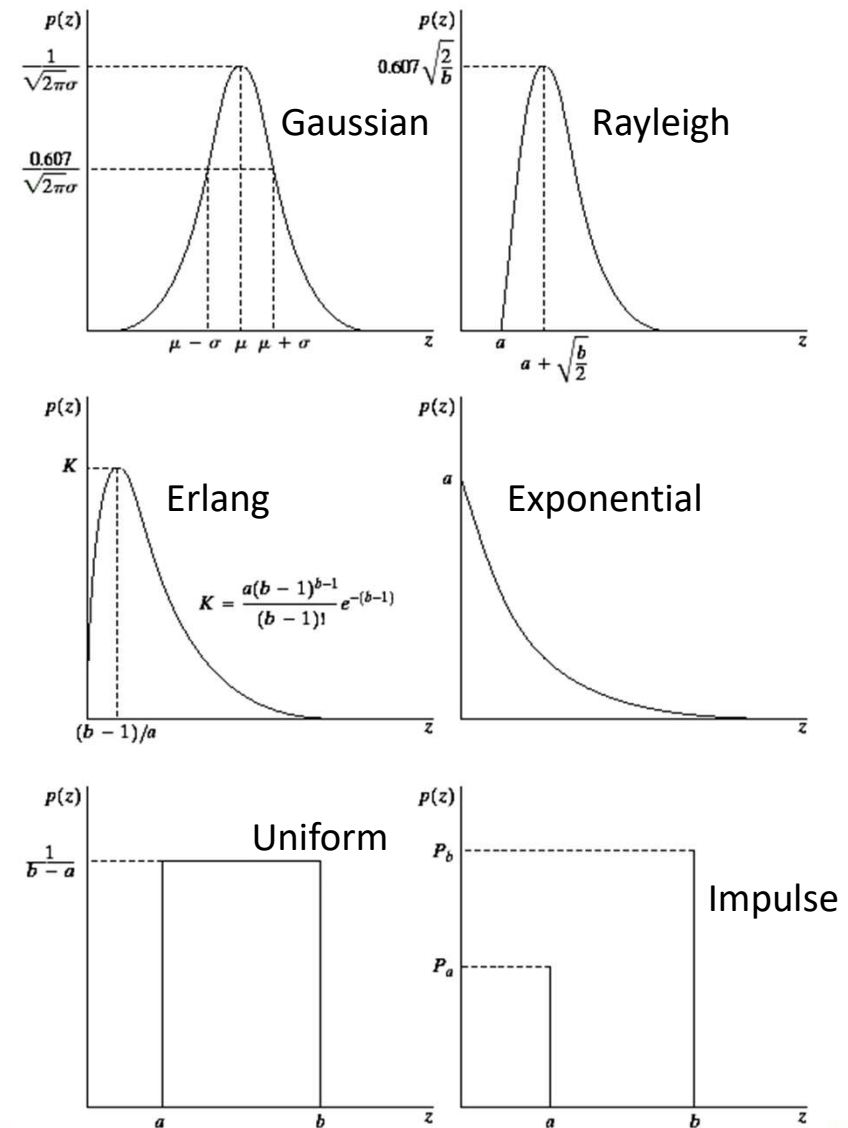 p(z)
1/√2πσ
0.607/√2πσ
Gaussian
μ − σ μ μ + σ z
p(z)
0.607√2/b
Rayleigh
a z
a + √b/2
p(z)
K
Erlang
K = a(b − 1)^b−1/(b − 1)! e^−(b−1)
(b − 1)/a z
p(z)
a
Exponential
z
p(z)
Uniform
1/b − a
a b z
p(z)
P_b
Impulse
P_a
a b z